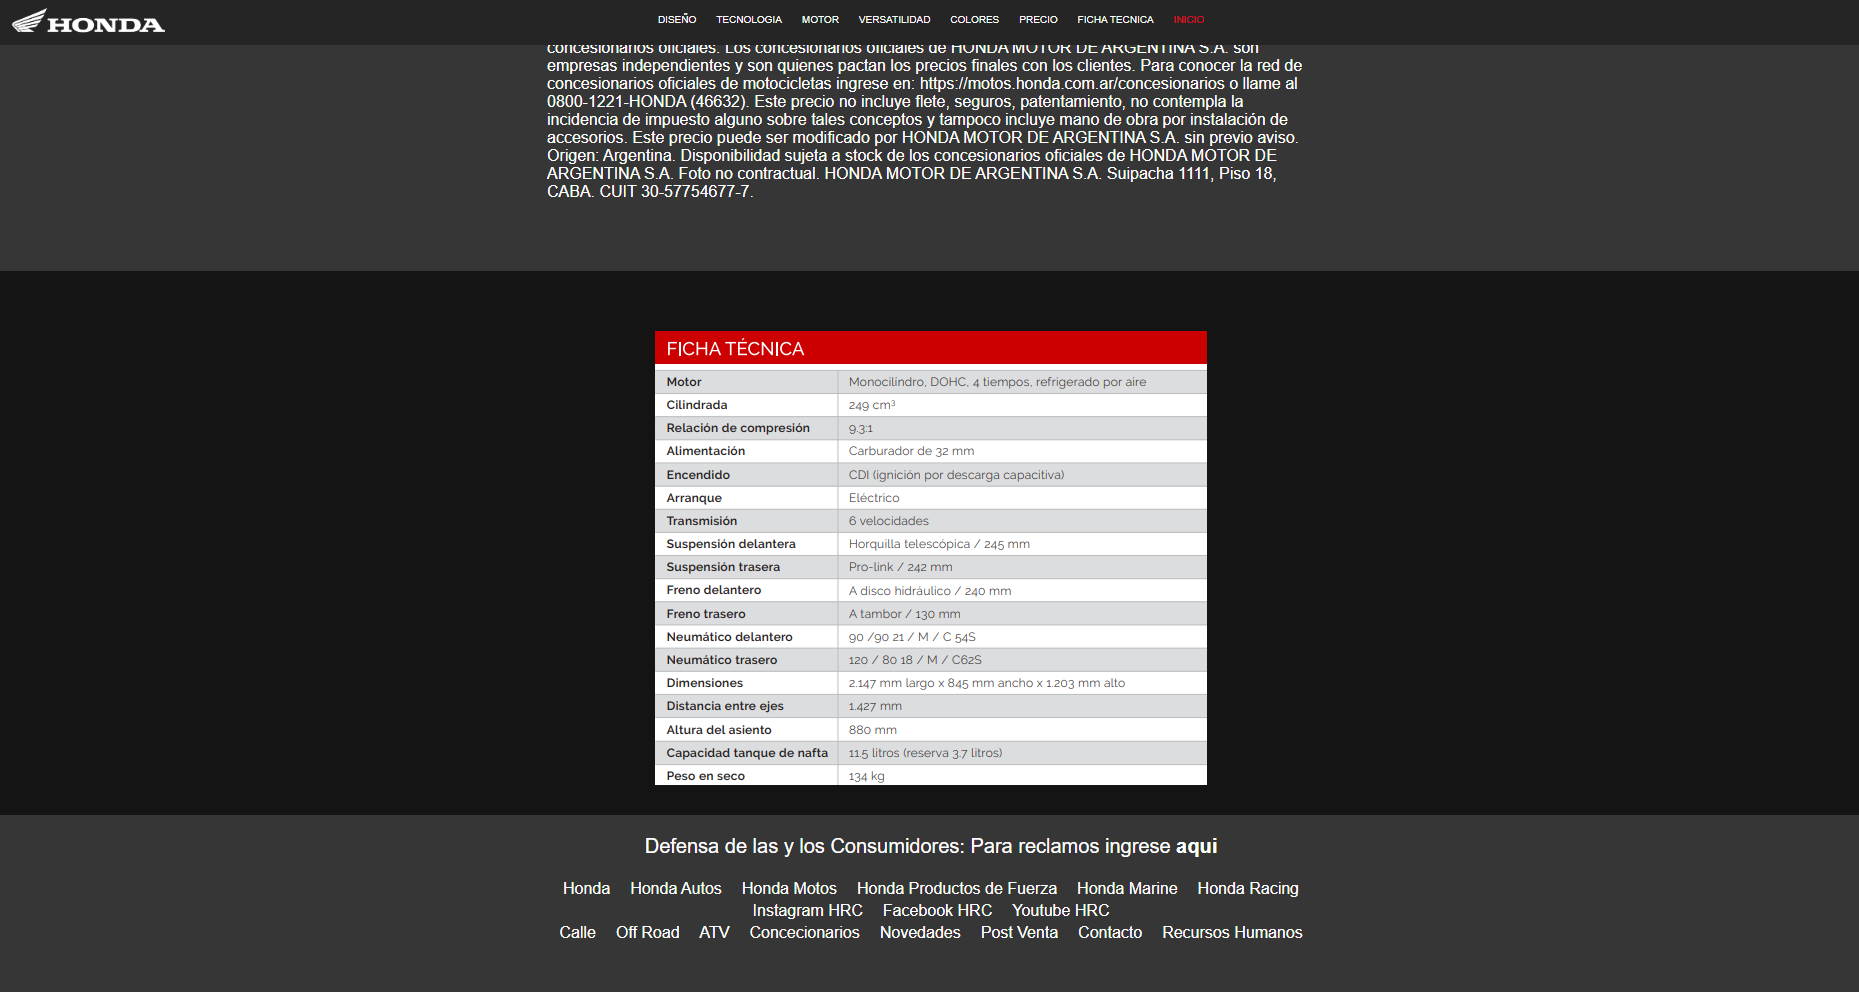 HONDA
DISEÑO TECNOLOGIA MOTOR VERSATILIDAD COLORES PRECIO FICHA TECNICA INICIO
concesionarios oficiales. Los concesionarios oficiales de HONDA MOTOR DE ARGENTINA S.A. son
empresas independientes y son quienes pactan los precios finales con los clientes. Para conocer la red de
concesionarios oficiales de motocicletas ingrese en: https://motos.honda.com.ar/concesionarios o llame al
0800-1221-HONDA (46632). Este precio no incluye flete, seguros, patentamiento, no contempla la
incidencia de impuesto alguno sobre tales conceptos y tampoco incluye mano de obra por instalación de
accesorios. Este precio puede ser modificado por HONDA MOTOR DE ARGENTINA S.A. sin previo aviso.
Origen: Argentina. Disponibilidad sujeta a stock de los concesionarios oficiales de HONDA MOTOR DE
ARGENTINA S.A. Foto no contractual. HONDA MOTOR DE ARGENTINA S.A. Suipacha 1111, Piso 18,
CABA. CUIT 30-57754677-7.
FICHA TÉCNICA
Motor Monocilíndro, DOHC, 4 tiempos, refrigerado por aire
Cilindrada 249 cm³
Relación de compresión 9.3:1
Alimentación Carburador de 32 mm
Encendido CDI (ignición por descarga capacitiva)
Arranque Eléctrico
Transmisión 6 velocidades
Suspensión delantera Horquilla telescópica / 245 mm
Suspensión trasera Pro-link / 242 mm
Freno delantero A disco hidráulico / 240 mm
Freno trasero A tambor / 130 mm
Neumático delantero 90 /90 21 / M / C 54S
Neumático trasero 120 / 80 18 / M / C62S
Dimensiones 2.147 mm largo x 845 mm ancho x 1.203 mm alto
Distancia entre ejes 1.427 mm
Altura del asiento 880 mm
Capacidad tanque de nafta 11.5 litros (reserva 3.7 litros)
Peso en seco 134 kg
Defensa de las y los Consumidores: Para reclamos ingrese aqui
Honda Honda Autos Honda Motos Honda Productos de Fuerza Honda Marine Honda Racing
Instagram HRC Facebook HRC Youtube HRC
Calle Off Road ATV Concecionarios Novedades Post Venta Contacto Recursos Humanos